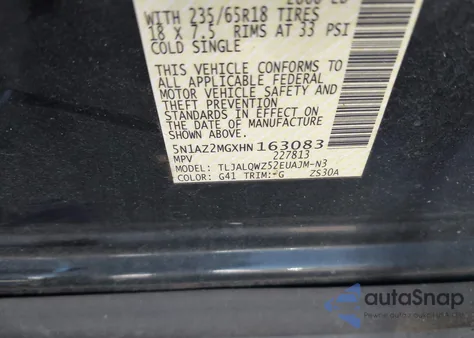 WITH 235/65R18 TIRES
18 X 7.5 RIMS AT 33 PSI
COLD SINGLE
THIS VEHICLE CONFORMS TO
ALL APPLICABLE FEDERAL
MOTOR VEHICLE SAFETY AND
THEFT PREVENTION
STANDARDS IN EFFECT ON
THE DATE OF MANUFACTURE
SHOWN ABOVE.
5N1AZ2MGXHN163083
MPV 227813
MODEL: TLJALQWZ52EUAJM-N3
COLOR: G41 TRIM:-G ZS30A
autoSnap